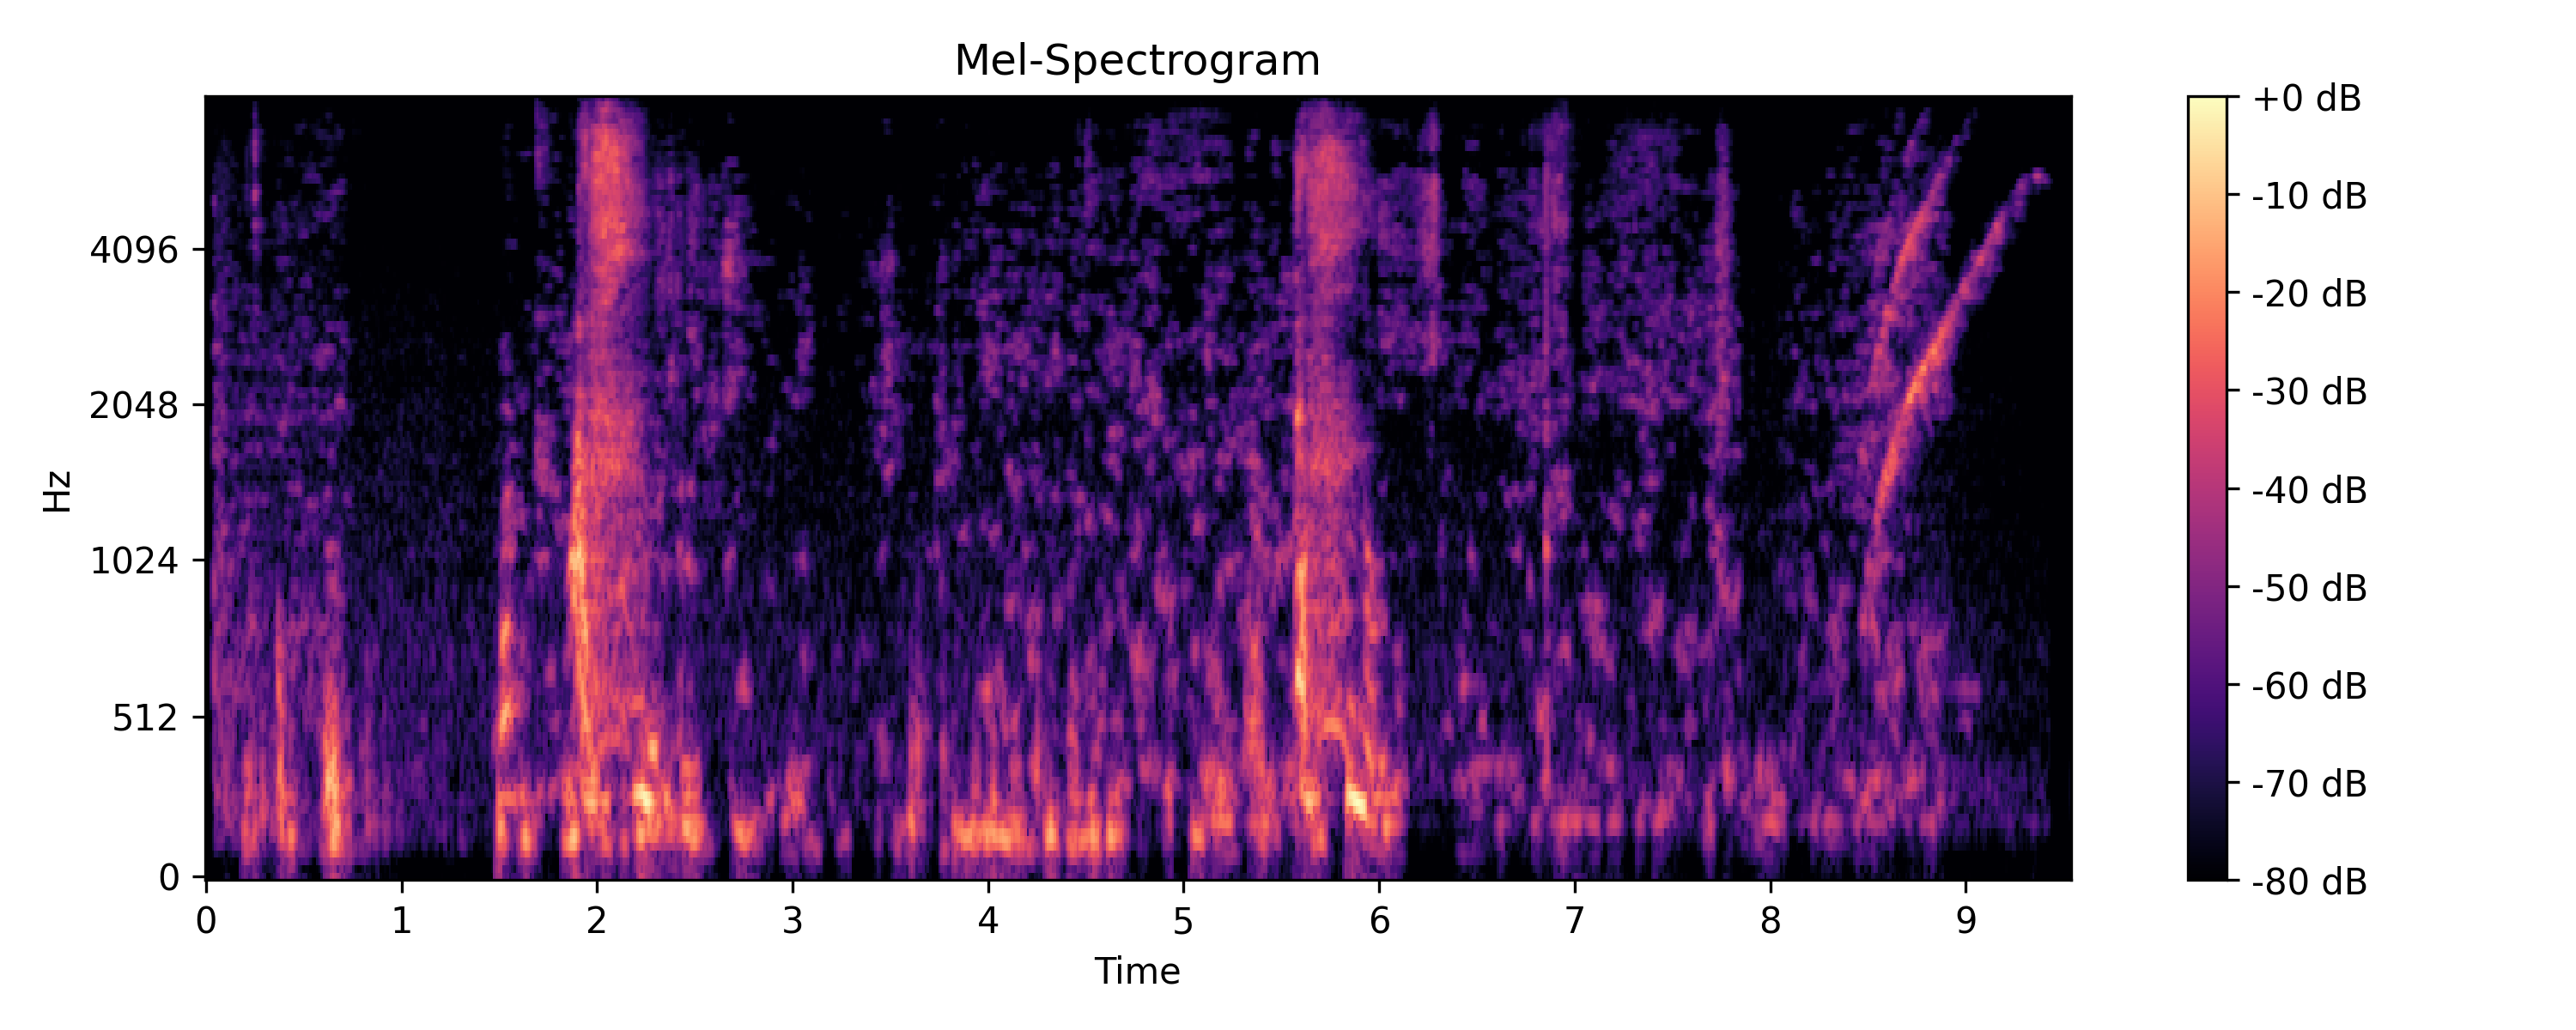 Mel-Spectrogram
+0 dB
-10 dB
-20 dB
-30 dB
-40 dB
-50 dB
-60 dB
-70 dB
-80 dB
4096
2048
1024
512
0
Hz
0 1 2 3 4 5 6 7 8 9
Time